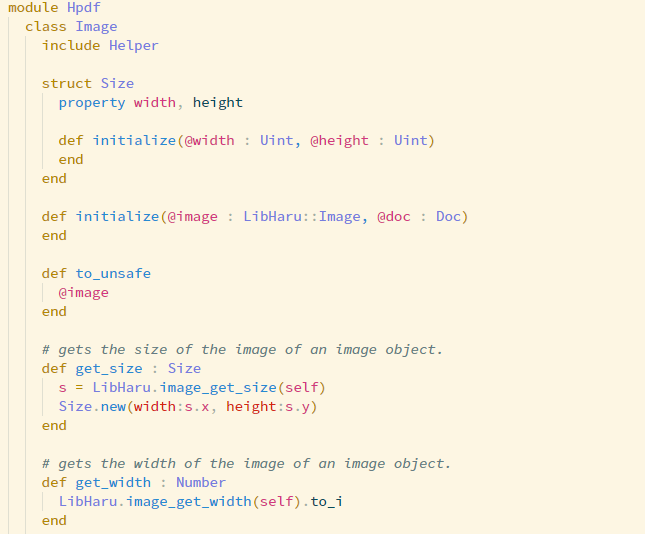 module Hpdf
class Image
include Helper
struct Size
property width, height
def initialize(@width : Uint, @height : Uint)
end
end
def initialize(@image : LibHaru::Image, @doc : Doc)
end
def to_unsafe
@image
end
# gets the size of the image of an image object.
def get_size : Size
s = LibHaru.image_get_size(self)
Size.new(width:s.x, height:s.y)
end
# gets the width of the image of an image object.
def get_width : Number
LibHaru.image_get_width(self).to_i
end